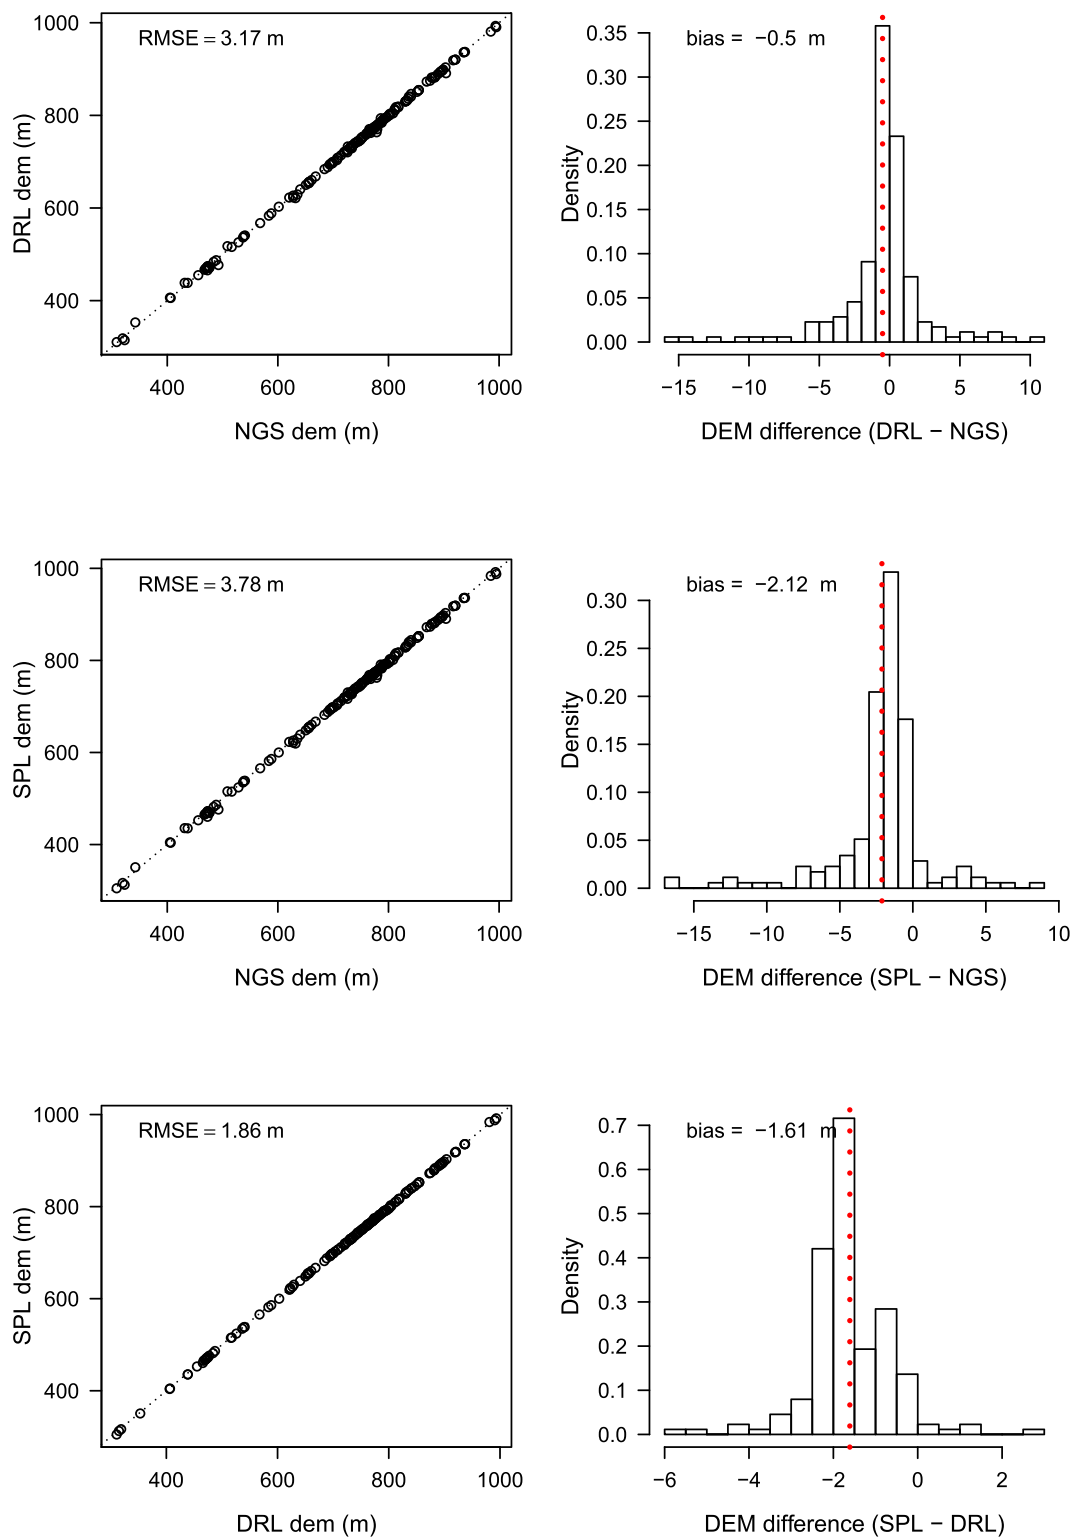 RMSE = 3.17 m
1000
800
600
400
DRL dem (m)
400 600 800 1000
NGS dem (m)
bias = −0.5 m
0.35
0.30
0.25
0.20
0.15
0.10
0.05
0.00
Density
−15 −10 −5 0 5 10
DEM difference (DRL − NGS)
RMSE = 3.78 m
1000
800
600
400
SPL dem (m)
400 600 800 1000
NGS dem (m)
bias = −2.12 m
0.30
0.25
0.20
0.15
0.10
0.05
0.00
Density
−15 −10 −5 0 5 10
DEM difference (SPL − NGS)
RMSE = 1.86 m
1000
800
600
400
SPL dem (m)
400 600 800 1000
DRL dem (m)
bias = −1.61 m
0.7
0.6
0.5
0.4
0.3
0.2
0.1
0.0
Density
−6 −4 −2 0 2
DEM difference (SPL − DRL)